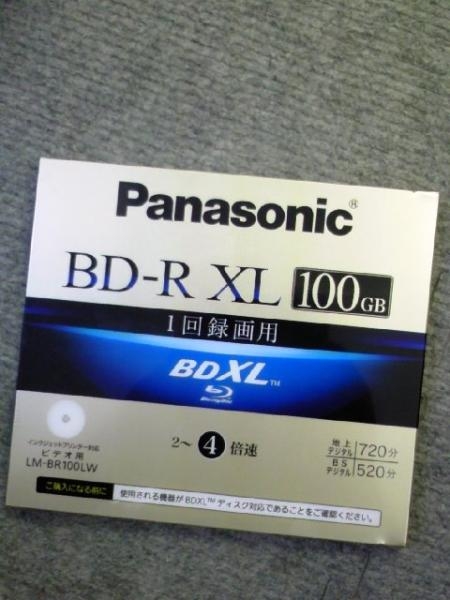 Panasonic®
BD-R XL 100GB
1回録画用
BDXL™
Blu-ray Disc
2～4倍速
地上デジタル 720分
BSデジタル 520分
インクジェットプリンター対応
ビデオ用
LM-BR100LW
ご購入になる前に 使用される機器がBDXL™ディスク対応であることをご確認ください。